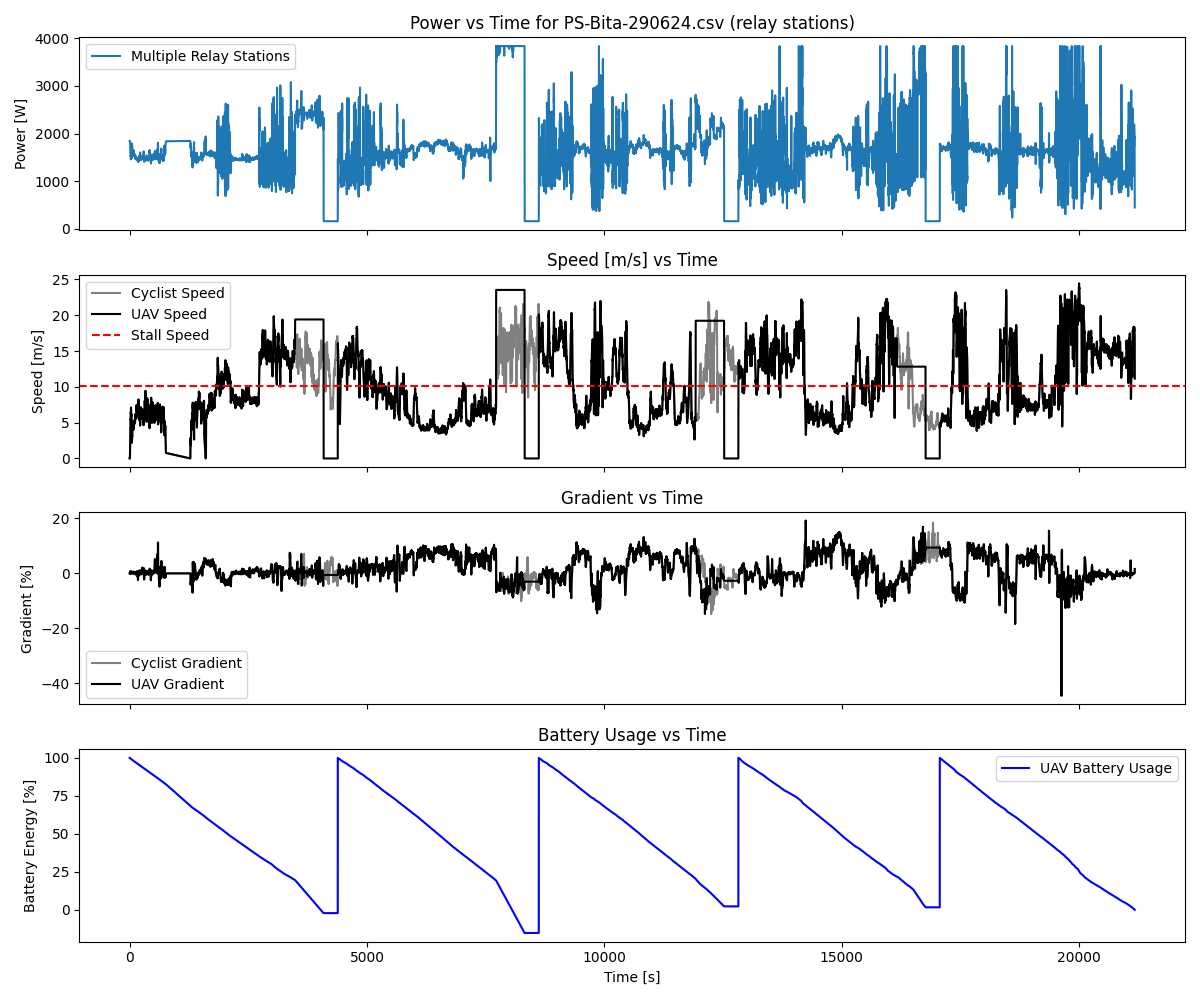 Power vs Time for PS-Bita-290624.csv (relay stations)
4000
3000
2000
1000
0
Power [W]
Multiple Relay Stations
Speed [m/s] vs Time
25
20
15
10
5
0
Speed [m/s]
Cyclist Speed
UAV Speed
Stall Speed
Gradient vs Time
20
0
−20
−40
Gradient [%]
Cyclist Gradient
UAV Gradient
Battery Usage vs Time
100
75
50
25
0
Battery Energy [%]
UAV Battery Usage
0 5000 10000 15000 20000
Time [s]